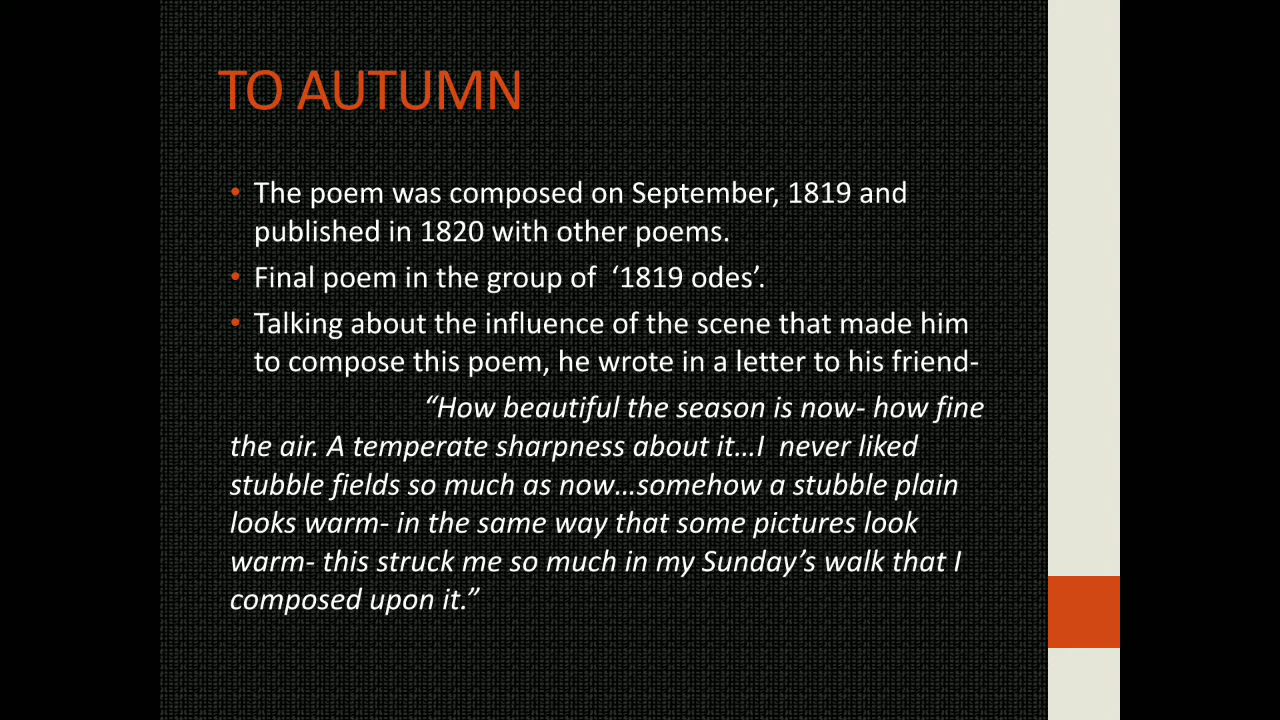 TO AUTUMN
• The poem was composed on September, 1819 and
published in 1820 with other poems.
• Final poem in the group of  ‘1819 odes’.
• Talking about the influence of the scene that made him
to compose this poem, he wrote in a letter to his friend-
“How beautiful the season is now- how fine
the air. A temperate sharpness about it…I  never liked
stubble fields so much as now…somehow a stubble plain
looks warm- in the same way that some pictures look
warm- this struck me so much in my Sunday’s walk that I
composed upon it.”